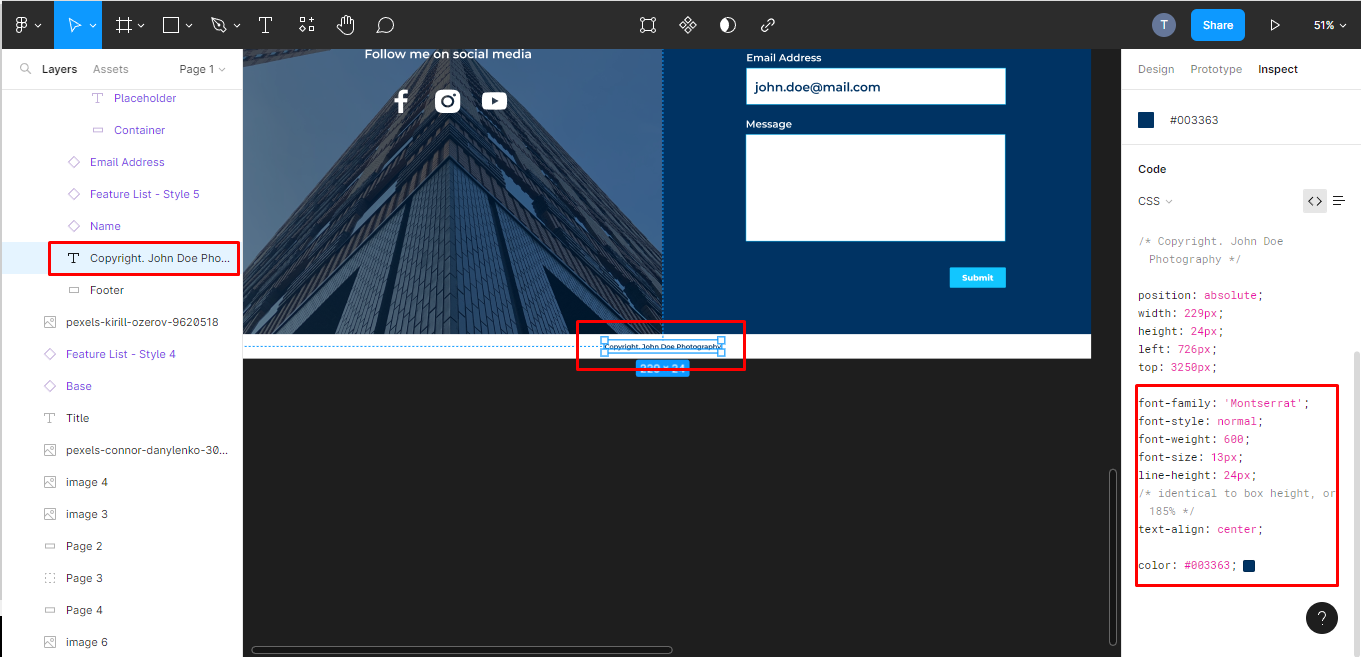 T
Share
51%
Layers
Assets
Page 1
Design
Prototype
Inspect
Placeholder
Container
Email Address
Feature List - Style 5
Name
Copyright. John Doe Pho...
Footer
pexels-kirill-ozerov-9620518
Feature List - Style 4
Base
Title
pexels-connor-danylenko-30...
image 4
image 3
Page 2
Page 3
Page 4
image 6
Follow me on social media
Email Address
john.doe@mail.com
Message
Submit
Copyright. John Doe Photography
229 × 24
#003363
Code
CSS
/* Copyright. John Doe
Photography */
position: absolute;
width: 229px;
height: 24px;
left: 726px;
top: 3250px;
font-family: 'Montserrat';
font-style: normal;
font-weight: 600;
font-size: 13px;
line-height: 24px;
/* identical to box height, or
185% */
text-align: center;
color: #003363;
?